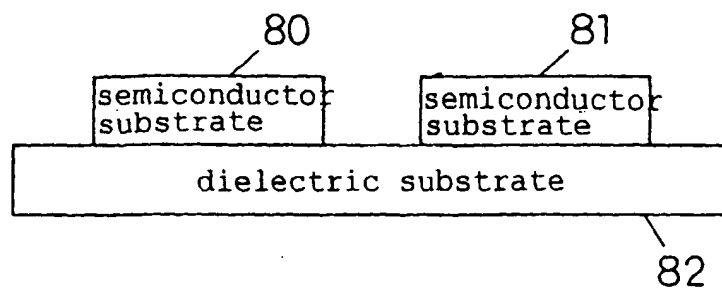 80
81
semiconductor
substrate
semiconductor
substrate
dielectric substrate
82